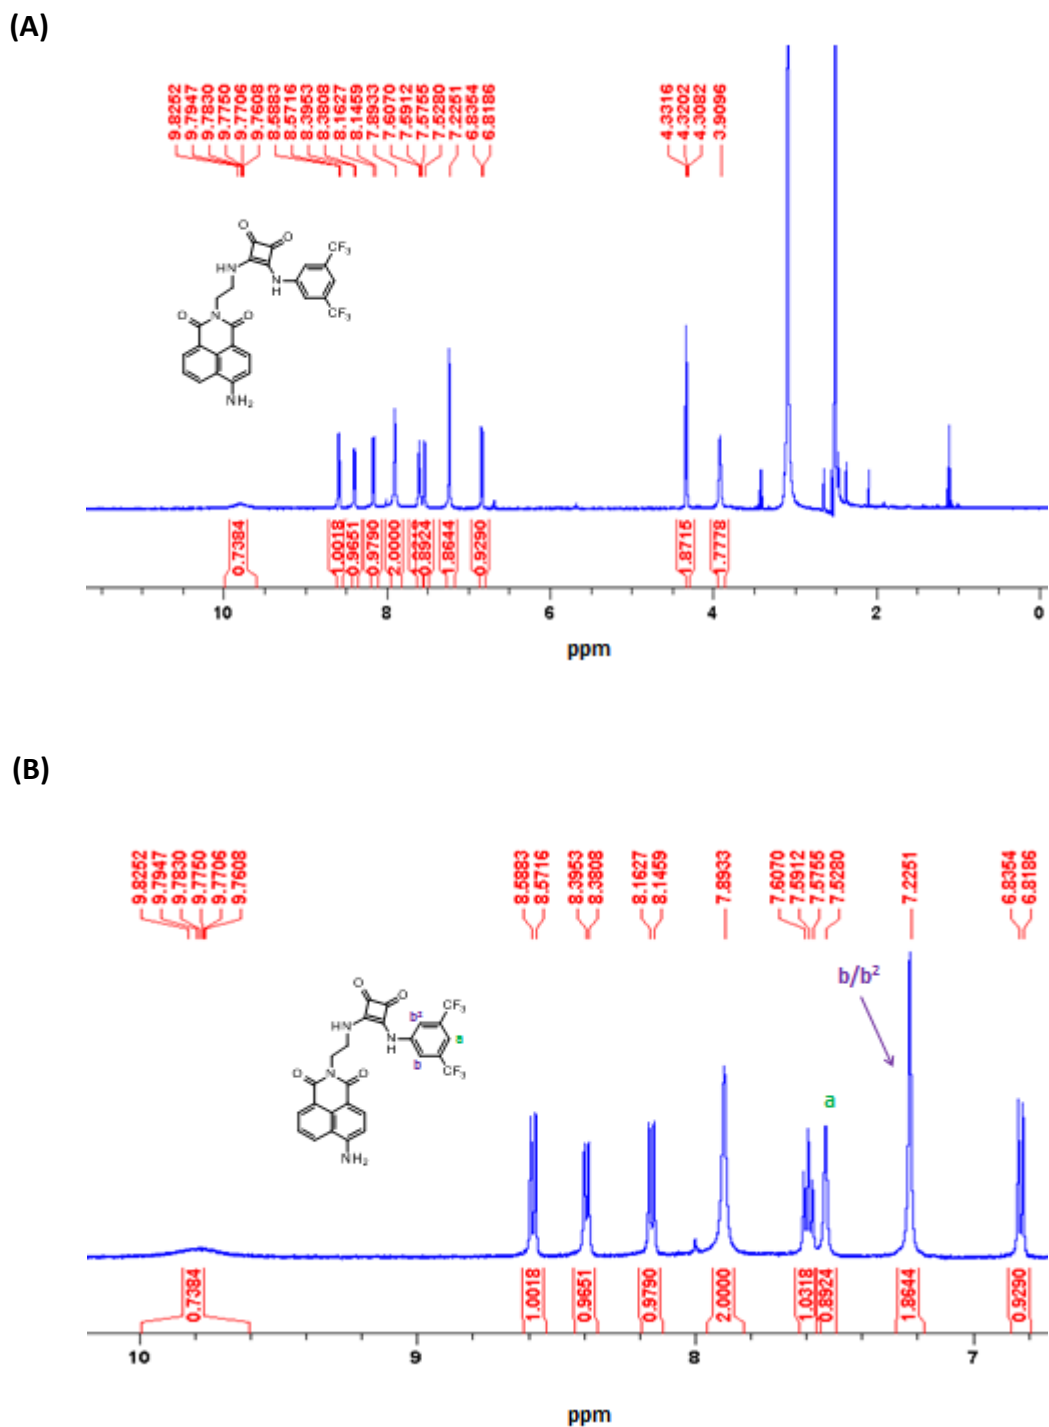 (A)
9.8252
9.7947
9.7830
9.7750
9.7706
9.7608
8.5883
8.5716
8.3953
8.3808
8.1627
8.1459
7.8933
7.6070
7.5912
7.5755
7.5280
7.2251
6.8354
6.8186
4.3316
4.3202
4.3082
3.9096
O O
CF3
HN
N
H
CF3
O N O
NH2
0.7384
1.0018
0.9651
0.9790
2.0000
0.8924
1.8644
0.9290
1.8715
1.7778
10 8 6 4 2 0
ppm
(B)
9.8252
9.7947
9.7830
9.7750
9.7706
9.7608
8.5883
8.5716
8.3953
8.3808
8.1627
8.1459
7.8933
7.6070
7.5912
7.5755
7.5280
7.2251
6.8354
6.8186
b/b²
O O
CF3
b²
HN
a
N
H
b
CF3
O N O
NH2
a
0.7384
1.0018
0.9651
0.9790
2.0000
1.0318
0.8924
1.8644
0.9290
10 9 8 7
ppm